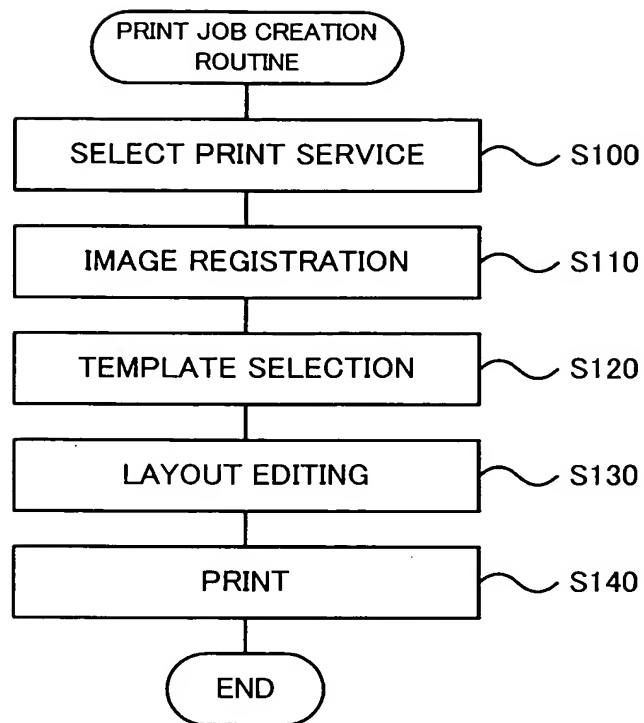 PRINT JOB CREATION
ROUTINE
SELECT PRINT SERVICE
S100
IMAGE REGISTRATION
S110
TEMPLATE SELECTION
S120
LAYOUT EDITING
S130
PRINT
S140
END